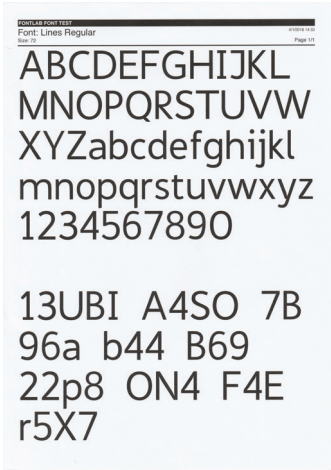 FONTLAB FONT TEST
Font: Lines Regular
Size: 72
Page 1/1
ABCDEFGHIJKL
MNOPQRSTUVW
XYZabcdefghijkl
mnopqrstuvwxyz
1234567890
13UBI A4SO 7B
96a b44 B69
22p8 ON4 F4E
r5X7